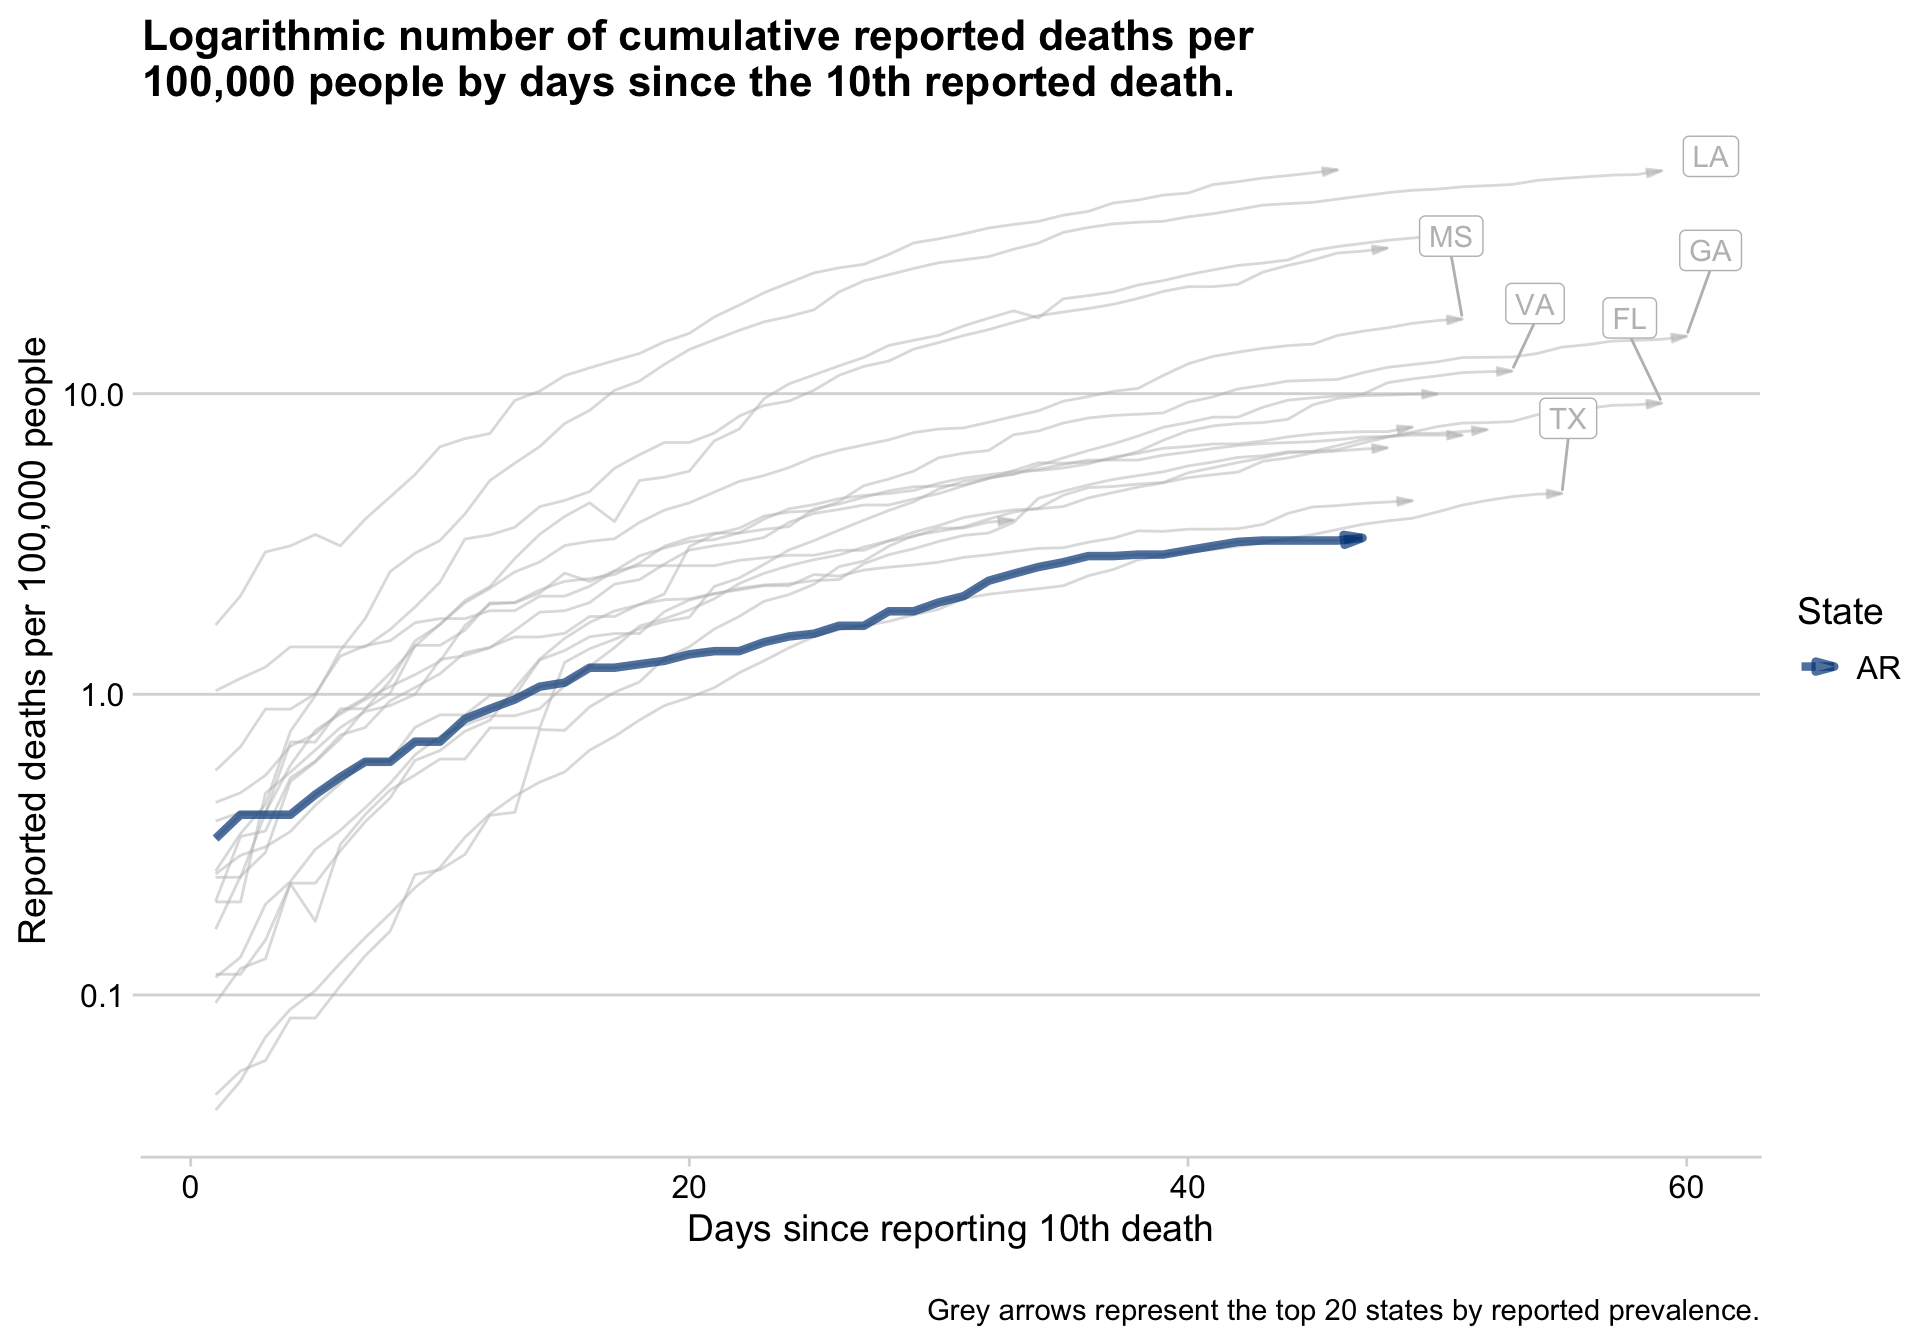 Logarithmic number of cumulative reported deaths per
100,000 people by days since the 10th reported death.
LA
MS
GA
VA
FL
TX
Reported deaths per 100,000 people
10.0
1.0
0.1
State
AR
0
20
40
60
Days since reporting 10th death
Grey arrows represent the top 20 states by reported prevalence.